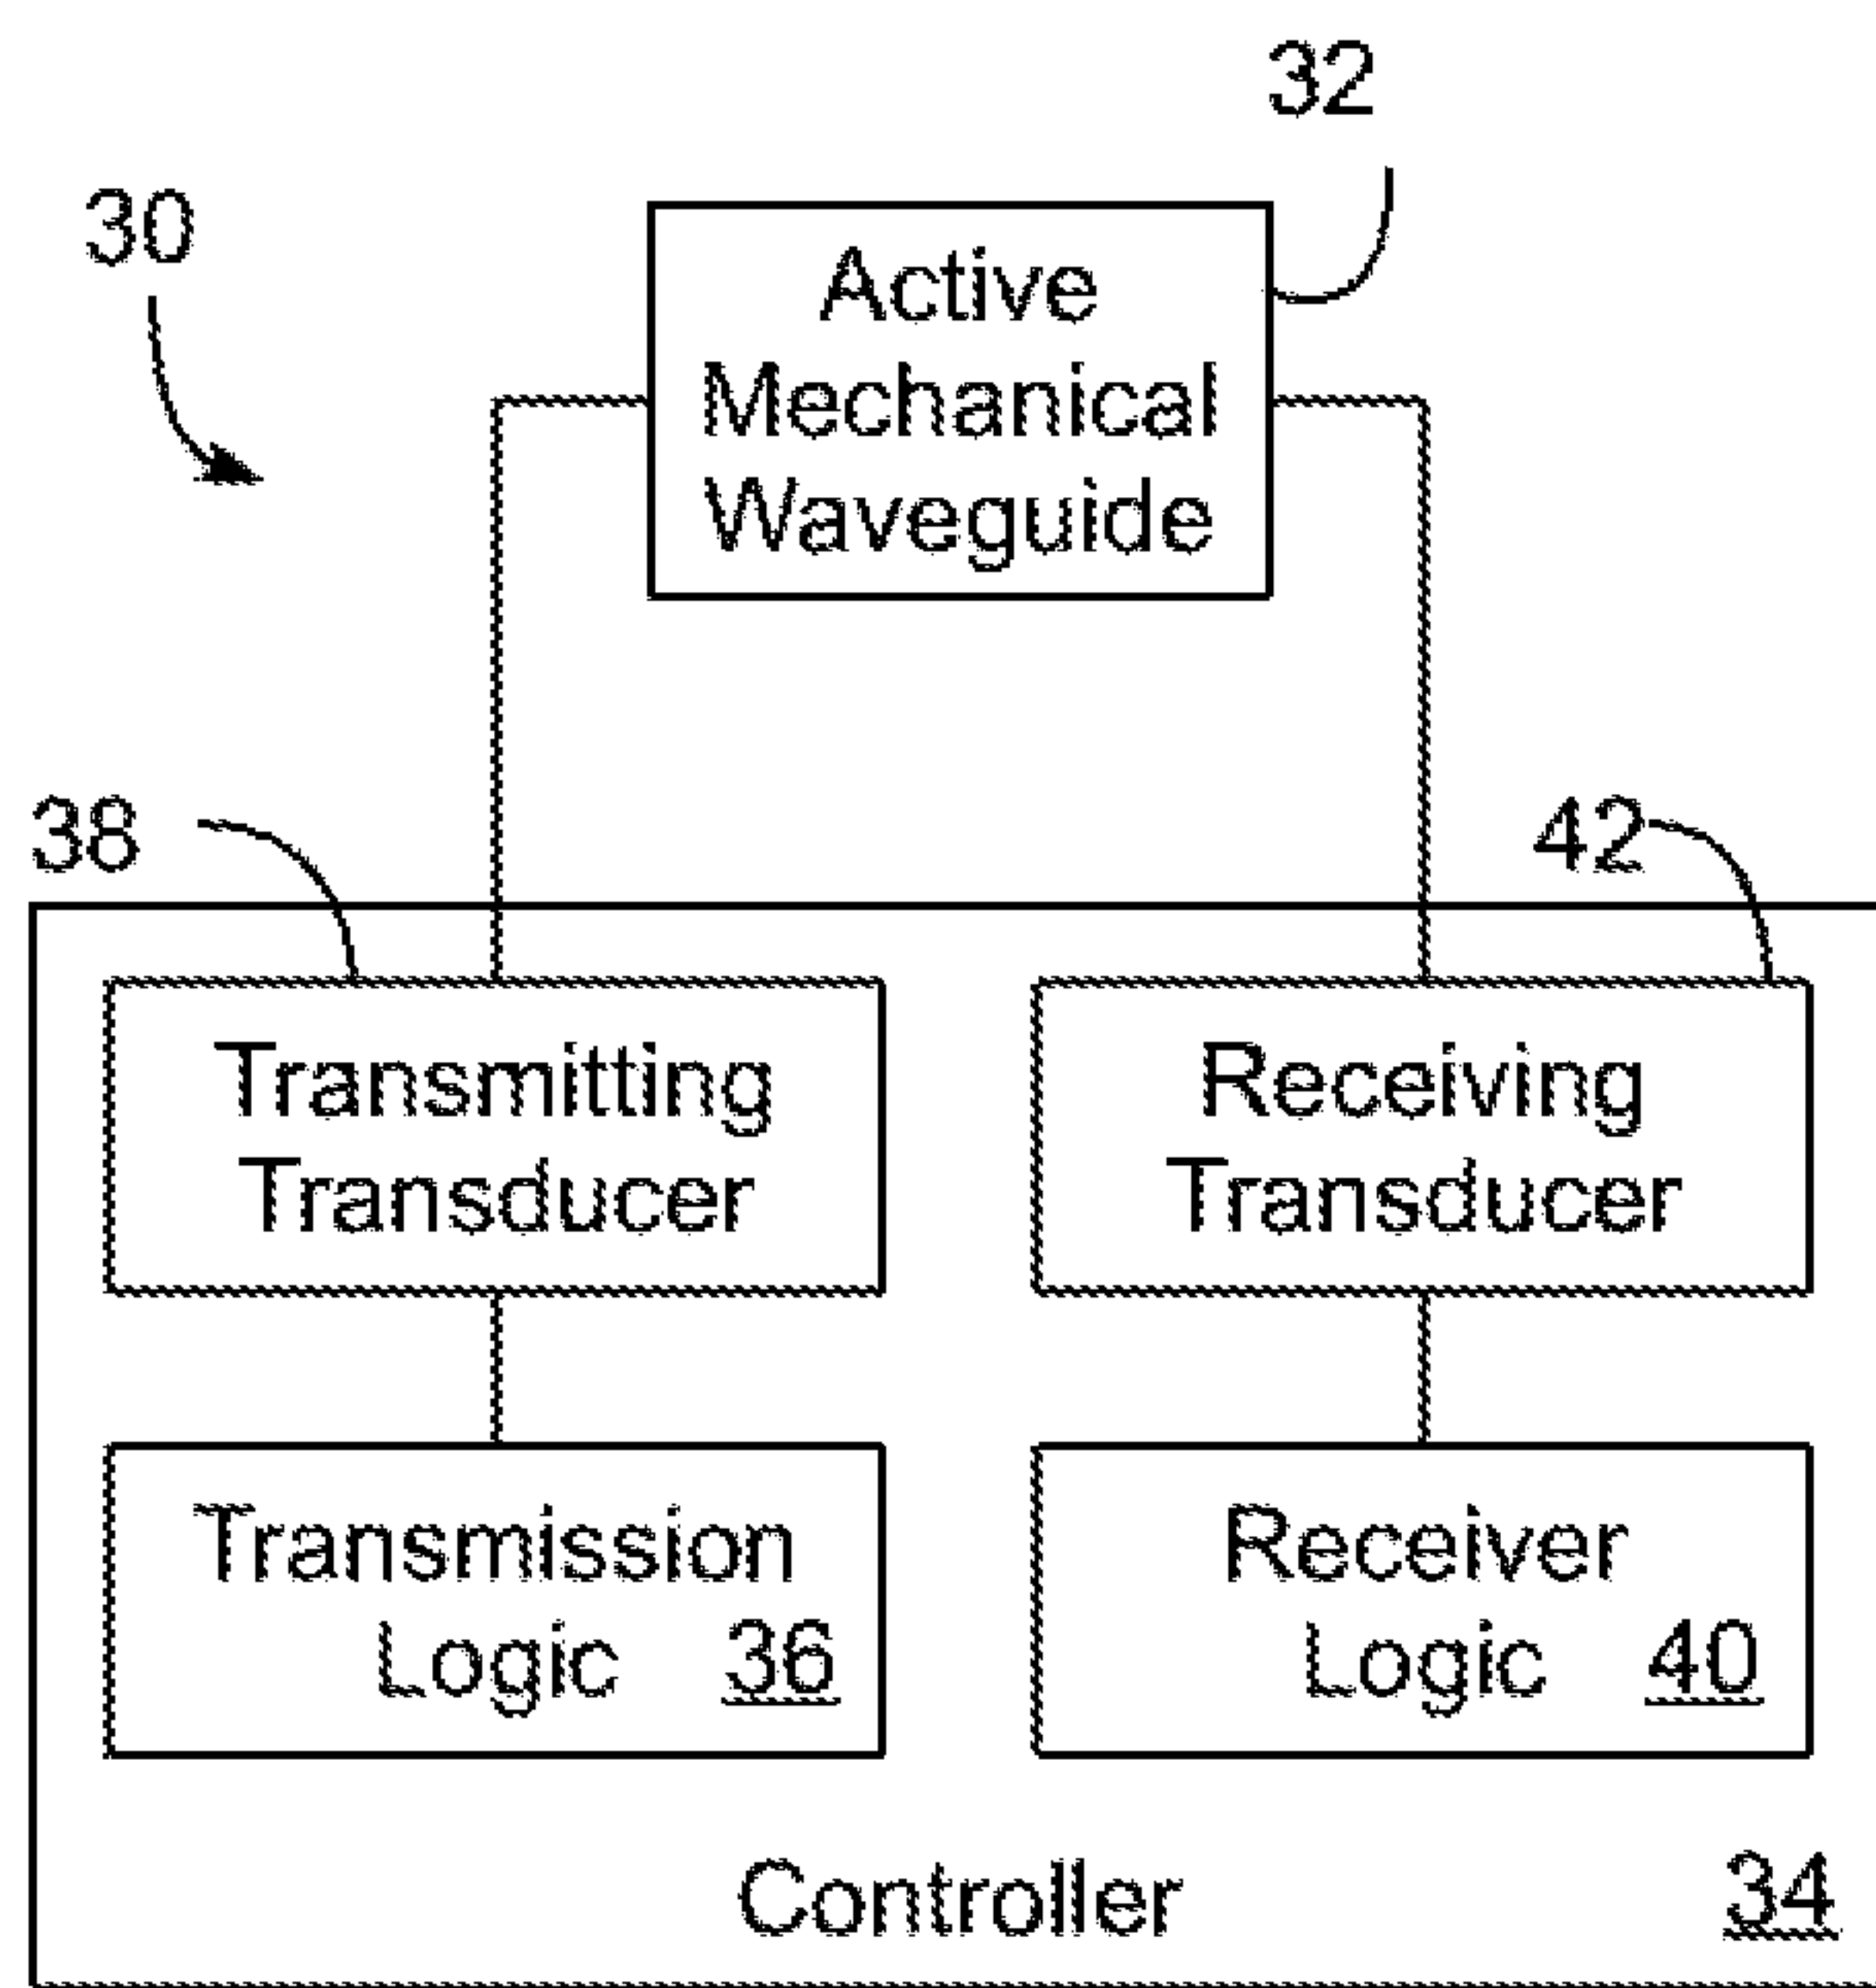 32
30
Active
Mechanical
Waveguide
38
42
Transmitting
Transducer
Receiving
Transducer
Transmission
Logic 36
Receiver
Logic 40
Controller 34